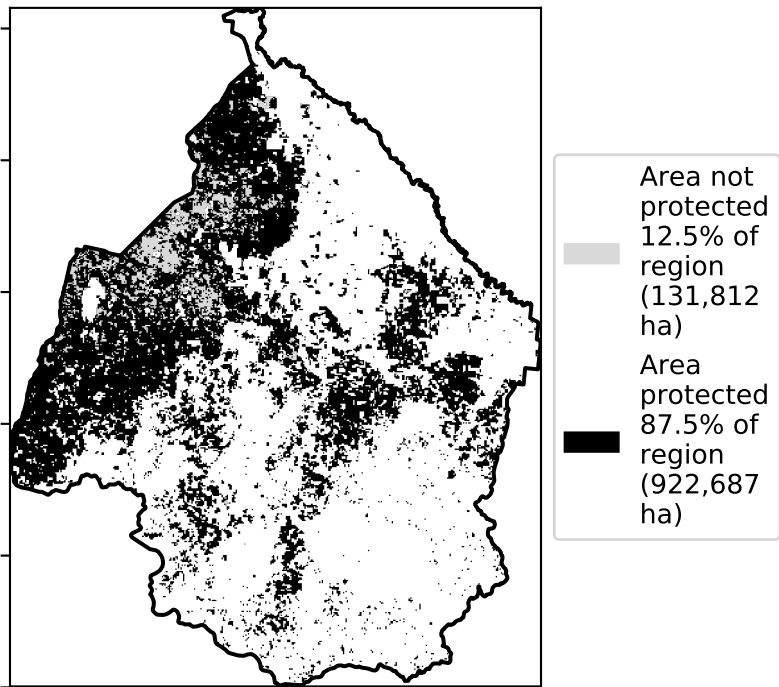 Area not
protected
12.5% of
region
(131,812
ha)
Area
protected
87.5% of
region
(922,687
ha)